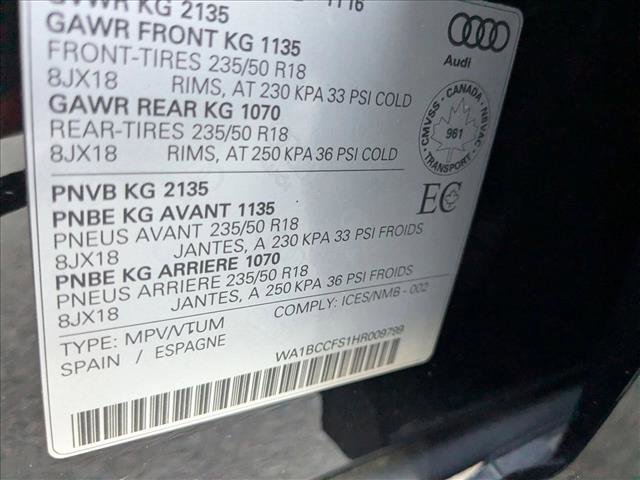 GVWR KG 2135
GAWR FRONT KG 1135
FRONT-TIRES 235/50 R18
8JX18 RIMS, AT 230 KPA 33 PSI COLD
GAWR REAR KG 1070
REAR-TIRES 235/50 R18
8JX18 RIMS, AT 250 KPA 36 PSI COLD
Audi
CMVSS - CANADA - NSVAC
961
TRANSPORT
PNVB KG 2135
PNBE KG AVANT 1135
PNEUS AVANT 235/50 R18
8JX18 JANTES, A 230 KPA 33 PSI FROIDS
PNBE KG ARRIERE 1070
PNEUS ARRIERE 235/50 R18
8JX18 JANTES, A 250 KPA 36 PSI FROIDS
EC
COMPLY: ICES/NMB - 002
TYPE: MPV/VTUM
SPAIN / ESPAGNE
WA1BCCFS1HR009799